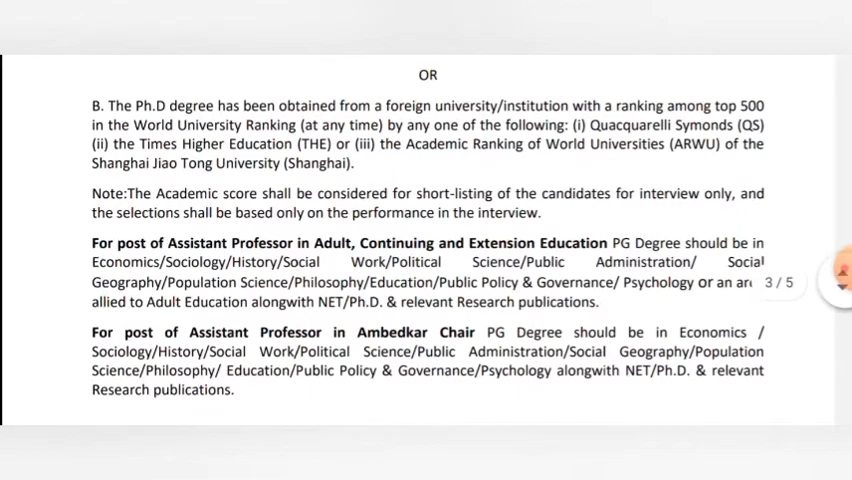 OR
B. The Ph.D degree has been obtained from a foreign university/institution with a ranking among top 500
in the World University Ranking (at any time) by any one of the following: (i) Quacquarelli Symonds (QS)
(ii) the Times Higher Education (THE) or (iii) the Academic Ranking of World Universities (ARWU) of the
Shanghai Jiao Tong University (Shanghai).
Note:The Academic score shall be considered for short-listing of the candidates for interview only, and
the selections shall be based only on the performance in the interview.
For post of Assistant Professor in Adult, Continuing and Extension Education PG Degree should be in
Economics/Sociology/History/Social Work/Political Science/Public Administration/ Social
Geography/Population Science/Philosophy/Education/Public Policy & Governance/ Psychology or an 3 / 5
allied to Adult Education alongwith NET/Ph.D. & relevant Research publications.
For post of Assistant Professor in Ambedkar Chair PG Degree should be in Economics /
Sociology/History/Social Work/Political Science/Public Administration/Social Geography/Population
Science/Philosophy/ Education/Public Policy & Governance/Psychology alongwith NET/Ph.D. & relevant
Research publications.